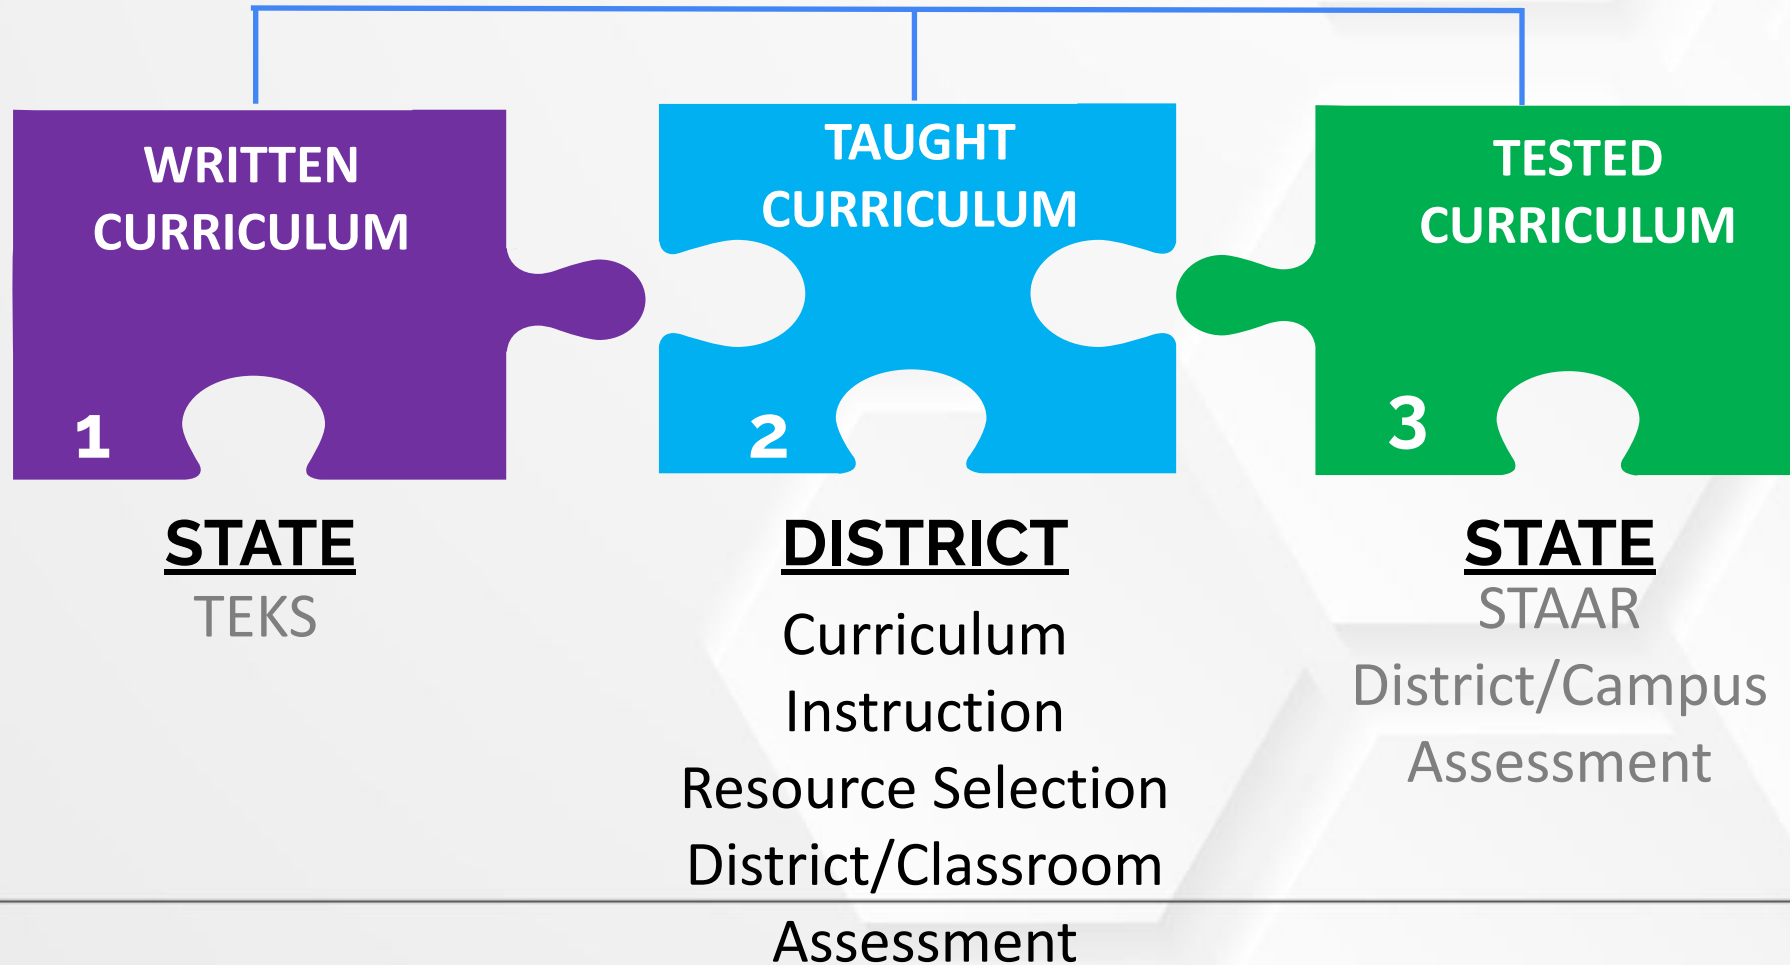 WRITTEN
CURRICULUM
1
STATE
TEKS
TAUGHT
CURRICULUM
2
DISTRICT
Curriculum
Instruction
Resource Selection
District/Classroom
Assessment
TESTED
CURRICULUM
3
STATE
STAAR
District/Campus
Assessment